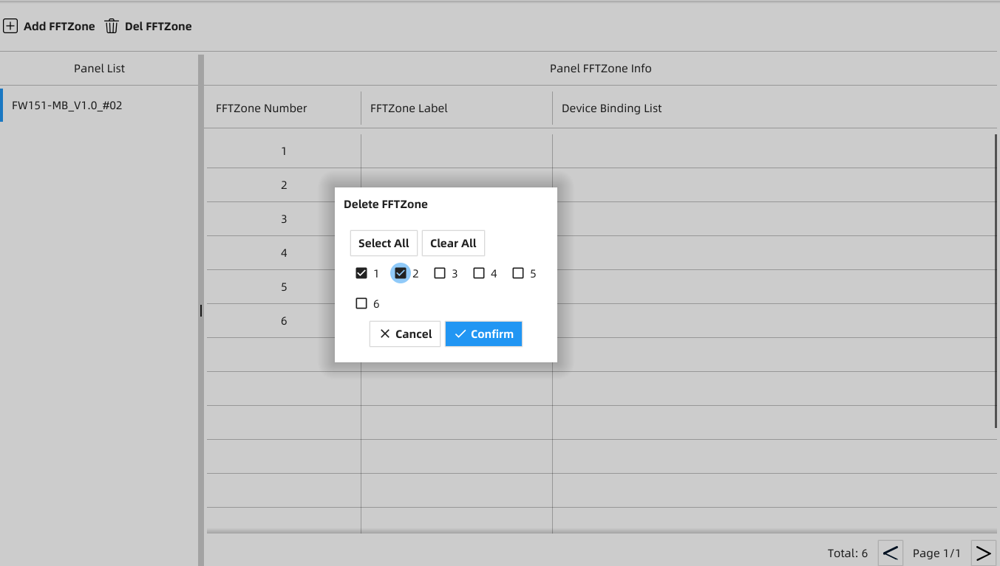 Add FFTZone Del FFTZone
Panel List
Panel FFTZone Info
FW151-MB_V1.0_#02
FFTZone Number FFTZone Label Device Binding List
1
2
3
4
5
6
Delete FFTZone
Select All Clear All
1 2 3 4 5
6
Cancel Confirm
Total: 6 < Page 1/1 >